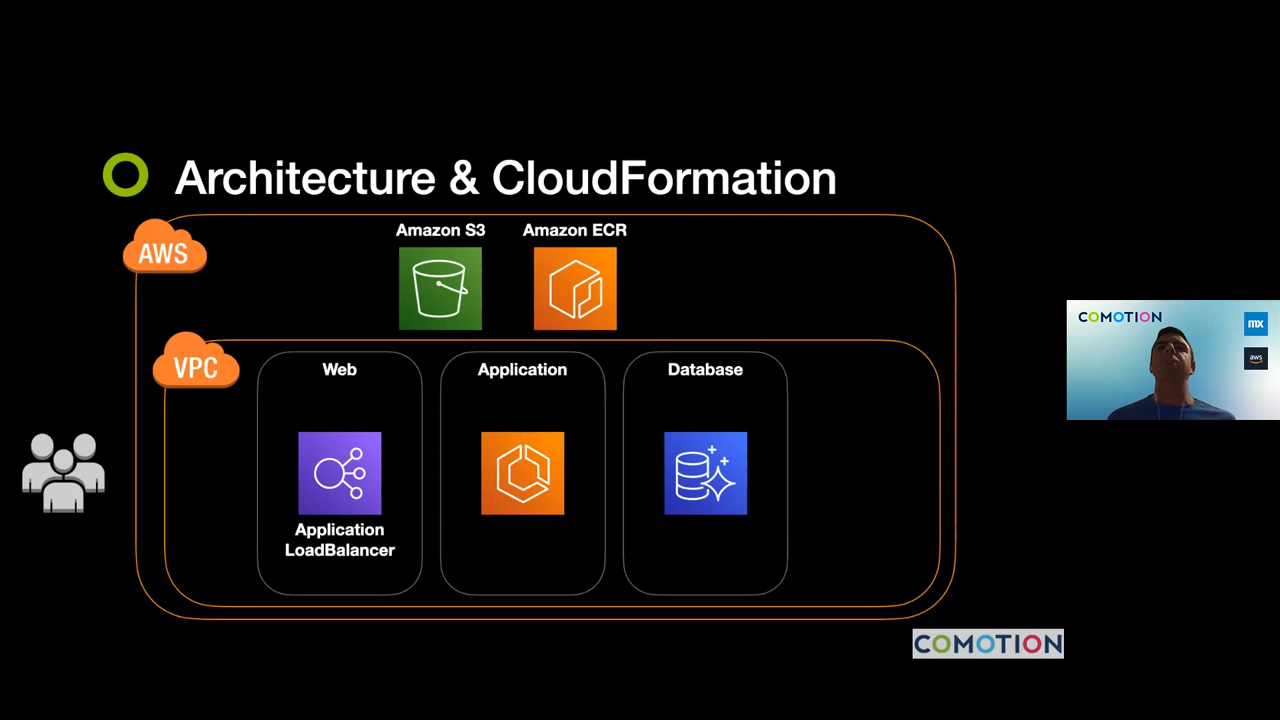 Architecture & CloudFormation
AWS
Amazon S3
Amazon ECR
VPC
Web
Application
Database
Application
LoadBalancer
COMOTION
mx
aws
COMOTION